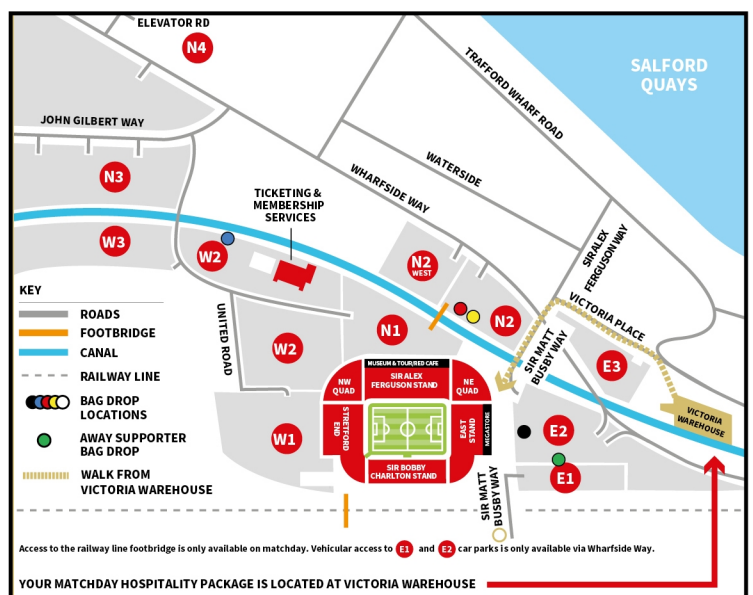 ELEVATOR RD
N4
SALFORD
QUAYS
TRAFFORD WHARF ROAD
JOHN GILBERT WAY
WATERSIDE
WHARFSIDE WAY
N3
TICKETING &
MEMBERSHIP
SERVICES
SIR ALEX
FERGUSON WAY
W3
W2
N2
WEST
KEY
ROADS
FOOTBRIDGE
CANAL
RAILWAY LINE
BAG DROP
LOCATIONS
AWAY SUPPORTER
BAG DROP
WALK FROM
VICTORIA WAREHOUSE
UNITED ROAD
W2
N1
N2
VICTORIA PLACE
SIR MATT
BUSBY WAY
E3
MUSEUM & TOUR/RED CAFE
NW
QUAD
SIR ALEX
FERGUSON STAND
NE
QUAD
STRETFORD
END
EAST
STAND
MEGASTORE
SIR BOBBY
CHARLTON STAND
W1
E2
E1
VICTORIA
WAREHOUSE
SIR MATT
BUSBY WAY
Access to the railway line footbridge is only available on matchday. Vehicular access to E1 and E2 car parks is only available via Wharfside Way.
YOUR MATCHDAY HOSPITALITY PACKAGE IS LOCATED AT VICTORIA WAREHOUSE